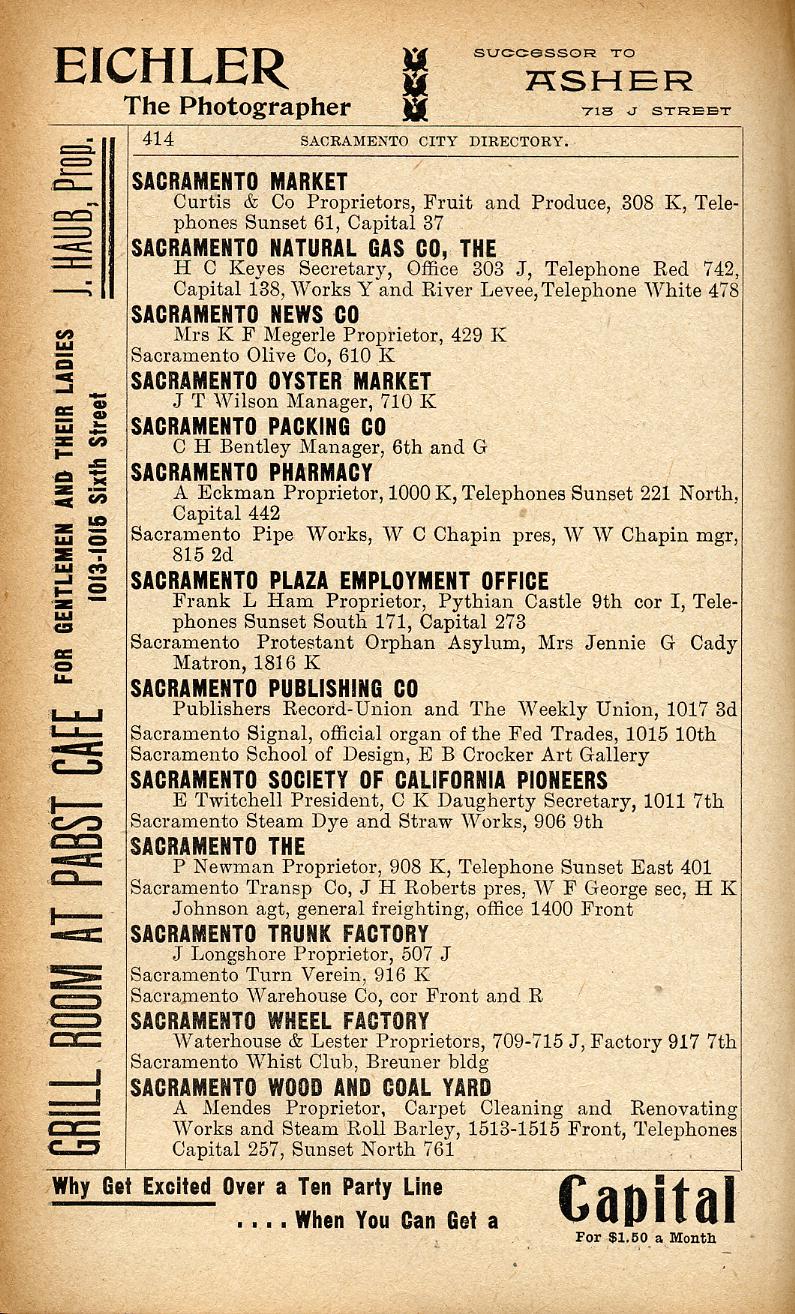 EICHLER
The Photographer
SUCCESSOR TO
ASHER
718 J STREET
414 SACRAMENTO CITY DIRECTORY.
SACRAMENTO MARKET
Curtis & Co Proprietors, Fruit and Produce, 308 K, Tele-
phones Sunset 61, Capital 37
SACRAMENTO NATURAL GAS CO, THE
H C Keyes Secretary, Office 303 J, Telephone Red 742,
Capital 138, Works Y and River Levee, Telephone White 478
SACRAMENTO NEWS CO
Mrs K F Megerle Proprietor, 429 K
Sacramento Olive Co, 610 K
SACRAMENTO OYSTER MARKET
J T Wilson Manager, 710 K
SACRAMENTO PACKING CO
C H Bentley Manager, 6th and G
SACRAMENTO PHARMACY
A Eckman Proprietor, 1000 K, Telephones Sunset 221 North,
Capital 442
Sacramento Pipe Works, W C Chapin pres, W W Chapin mgr,
815 2d
SACRAMENTO PLAZA EMPLOYMENT OFFICE
Frank L Ham Proprietor, Pythian Castle 9th cor I, Tele-
phones Sunset South 171, Capital 273
Sacramento Protestant Orphan Asylum, Mrs Jennie G Cady
Matron, 1816 K
SACRAMENTO PUBLISHING CO
Publishers Record-Union and The Weekly Union, 1017 3d
Sacramento Signal, official organ of the Fed Trades, 1015 10th
Sacramento School of Design, E B Crocker Art Gallery
SACRAMENTO SOCIETY OF CALIFORNIA PIONEERS
E Twitchell President, C K Daugherty Secretary, 1011 7th
Sacramento Steam Dye and Straw Works, 906 9th
SACRAMENTO THE
P Newman Proprietor, 908 K, Telephone Sunset East 401
Sacramento Transp Co, J H Roberts pres, W F George sec, H K
Johnson agt, general freighting, office 1400 Front
SACRAMENTO TRUNK FACTORY
J Longshore Proprietor, 507 J
Sacramento Turn Verein, 916 K
Sacramento Warehouse Co, cor Front and R
SACRAMENTO WHEEL FACTORY
Waterhouse & Lester Proprietors, 709-715 J, Factory 917 7th
Sacramento Whist Club, Breuner bldg
SACRAMENTO WOOD AND COAL YARD
A Mendes Proprietor, Carpet Cleaning and Renovating
Works and Steam Roll Barley, 1513-1515 Front, Telephones
Capital 257, Sunset North 761
GRILL ROOM AT PABST CAFE
FOR GENTLEMEN AND THEIR LADIES
1013-1015 Sixth Street
J. HAUB, Prop.
Why Get Excited Over a Ten Party Line
....When You Can Get a
Capital
For $1.50 a Month